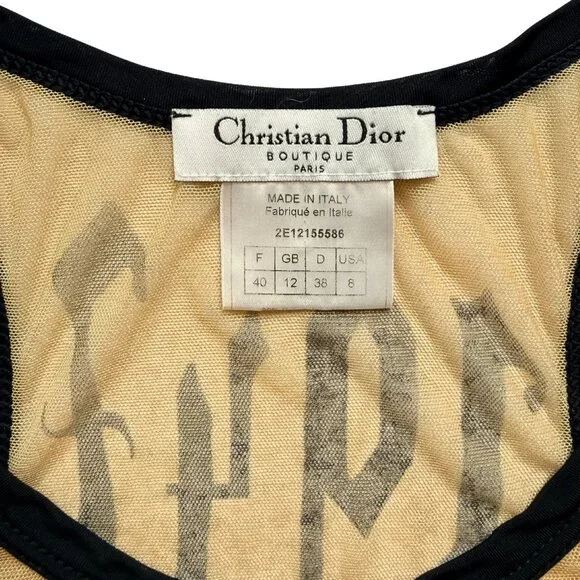 Christian Dior
BOUTIQUE
PARIS
MADE IN ITALY
Fabriqué en Italie
2E12155586
F GB D USA
40 12 38 8